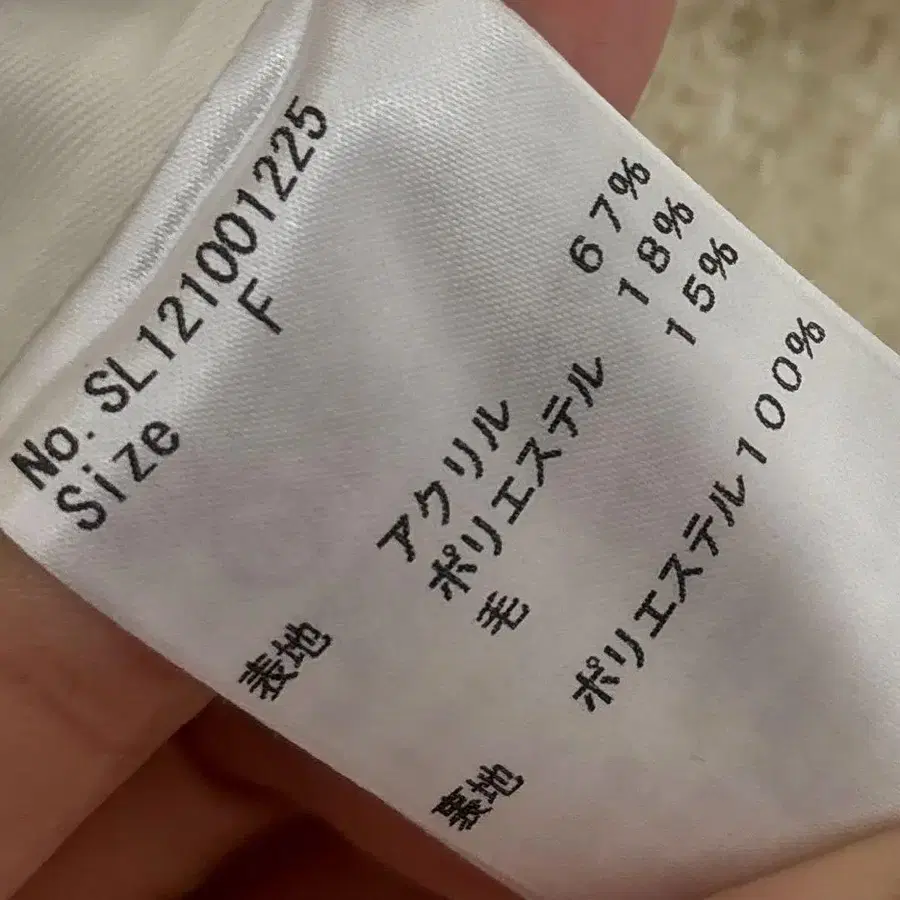 No. SL121001225
Size F
表地 アクリル 67%
ポリエステル 18%
毛 15%
裏地 ポリエステル100%